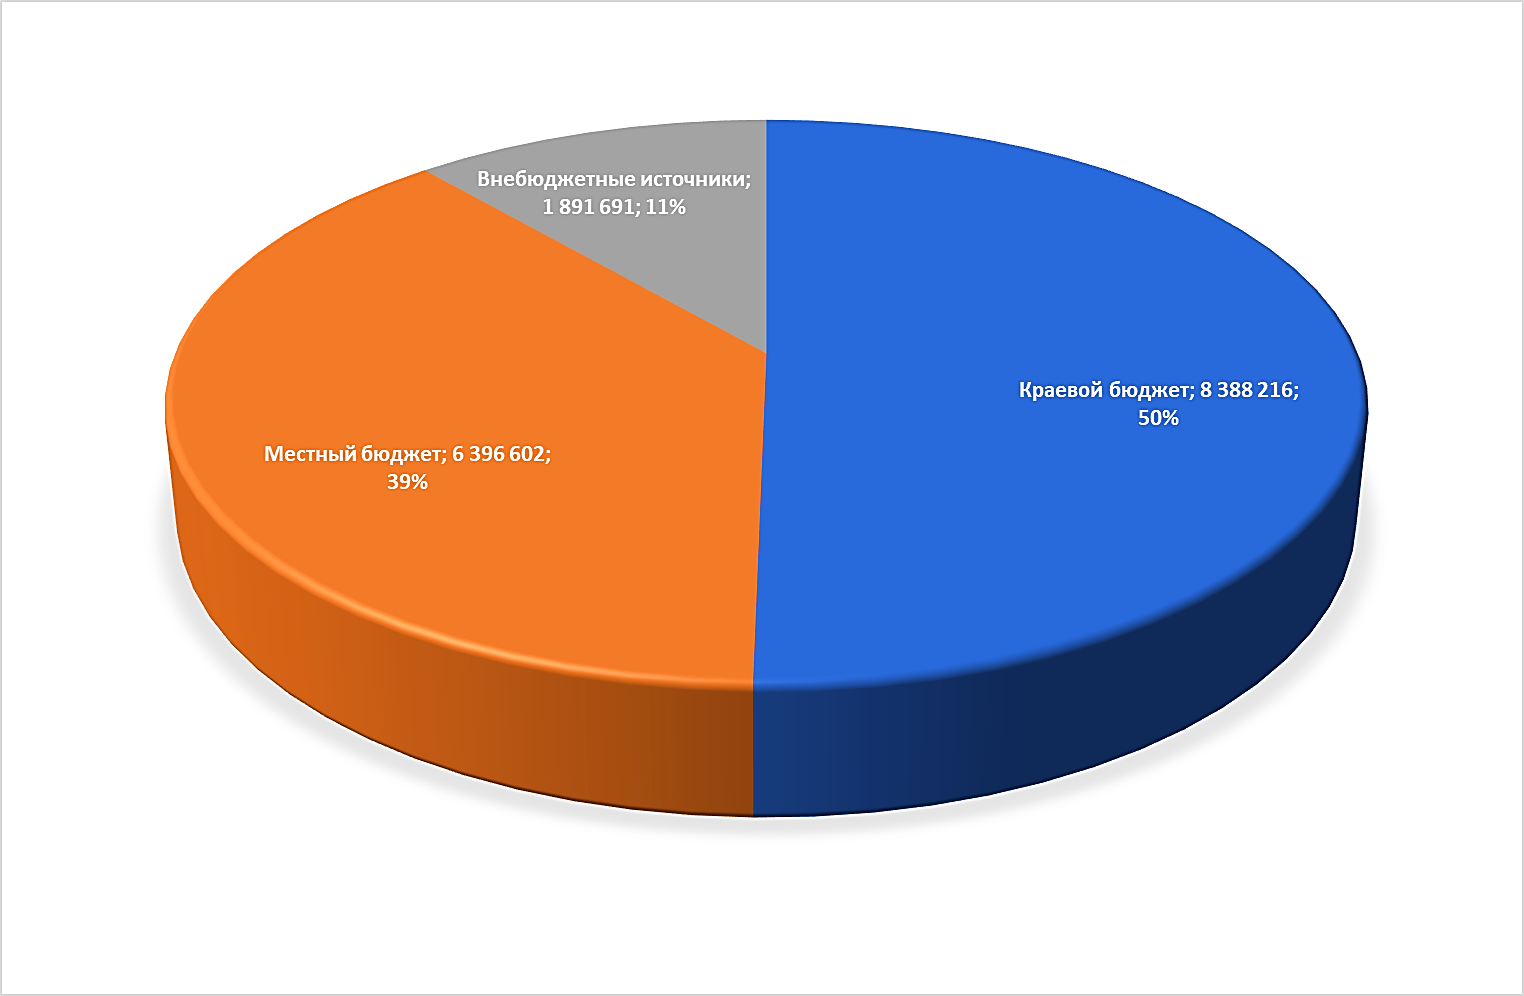 Внебюджетные источники;
1 891 691; 11%
Краевой бюджет; 8 388 216;
50%
Местный бюджет; 6 396 602;
39%